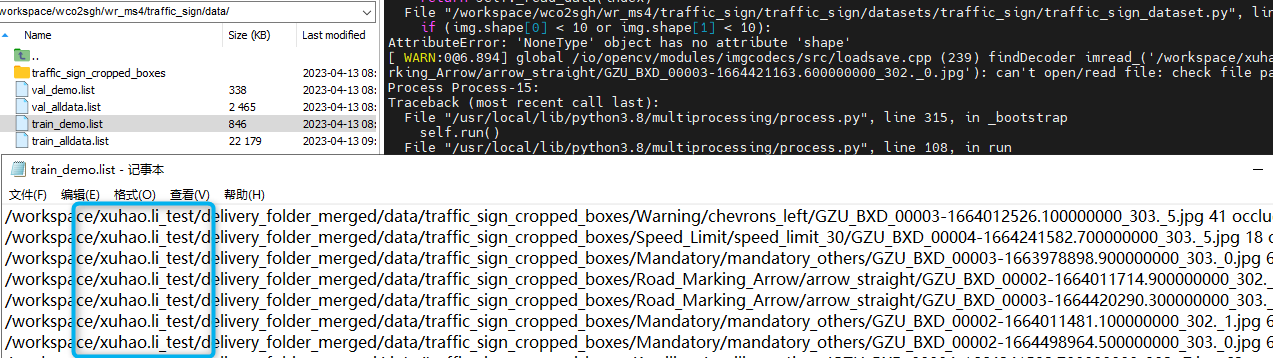 workspace/wco2sgh/wr_ms4/traffic_sign/data/
Name Size (KB) Last modified
..
traffic_sign_cropped_boxes 2023-04-13 08:
val_demo.list 338 2023-04-13 08:
val_alldata.list 2 465 2023-04-13 08:
train_demo.list 846 2023-04-13 08:
train_alldata.list 22 179 2023-04-13 09:
return self._read_data(index)
File "/workspace/wco2sgh/wr_ms4/traffic_sign/traffic_sign/datasets/traffic_sign/traffic_sign_dataset.py", lin
if (img.shape[0] < 10 or img.shape[1] < 10):
AttributeError: 'NoneType' object has no attribute 'shape'
[ WARN:0@6.894] global /io/opencv/modules/imgcodecs/src/loadsave.cpp (239) findDecoder imread_('/workspace/xuha
rking_Arrow/arrow_straight/GZU_BXD_00003-1664421163.600000000_302._0.jpg'): can't open/read file: check file pa
Process Process-15:
Traceback (most recent call last):
File "/usr/local/lib/python3.8/multiprocessing/process.py", line 315, in _bootstrap
self.run()
File "/usr/local/lib/python3.8/multiprocessing/process.py", line 108, in run
train_demo.list - 记事本
文件(F) 编辑(E) 格式(O) 查看(V) 帮助(H)
/workspace/xuhao.li_test/delivery_folder_merged/data/traffic_sign_cropped_boxes/Warning/chevrons_left/GZU_BXD_00003-1664012526.100000000_303._5.jpg 41 occlu
/workspace/xuhao.li_test/delivery_folder_merged/data/traffic_sign_cropped_boxes/Speed_Limit/speed_limit_30/GZU_BXD_00004-1664241582.700000000_303._5.jpg 18 o
/workspace/xuhao.li_test/delivery_folder_merged/data/traffic_sign_cropped_boxes/Mandatory/mandatory_others/GZU_BXD_00003-1663978898.900000000_303._0.jpg 6
/workspace/xuhao.li_test/delivery_folder_merged/data/traffic_sign_cropped_boxes/Road_Marking_Arrow/arrow_straight/GZU_BXD_00002-1664011714.900000000_302._
/workspace/xuhao.li_test/delivery_folder_merged/data/traffic_sign_cropped_boxes/Road_Marking_Arrow/arrow_straight/GZU_BXD_00003-1664420290.300000000_303._
/workspace/xuhao.li_test/delivery_folder_merged/data/traffic_sign_cropped_boxes/Mandatory/mandatory_others/GZU_BXD_00002-1664011481.100000000_302._1.jpg 6
/workspace/xuhao.li_test/delivery_folder_merged/data/traffic_sign_cropped_boxes/Mandatory/mandatory_others/GZU_BXD_00002-1664498964.500000000_303._0.jpg 6